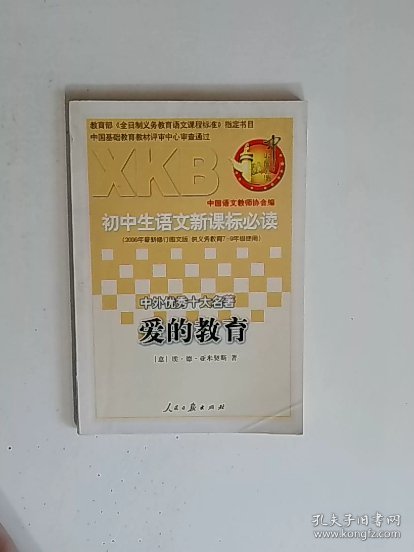 教育部《全日制义务教育语文课程标准》指定书目
中国基础教育教材评审中心审查通过
XKB
中国语文教师协会编
初中生语文新课标必读
(2006年最新修订图文版 供义务教育7-9年级使用)
中外优秀十大名著
爱的教育
[意] 埃·德·亚米契斯 著
人民日报出版社
孔夫子旧书网
www.kongfz.com